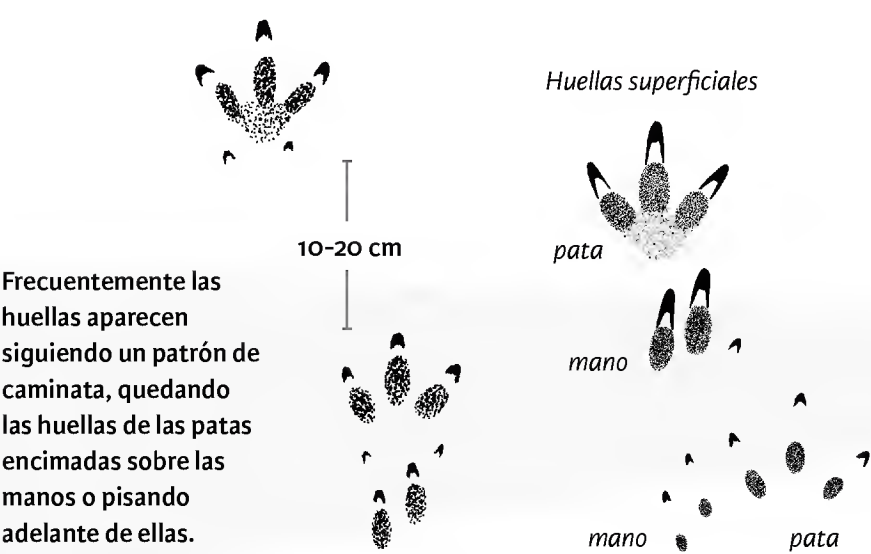 Huellas superficiales
pata
10-20 cm
mano
Frecuentemente las
huellas aparecen
siguiendo un patrón de
caminata, quedando
las huellas de las patas
encimadas sobre las
manos o pisando
adelante de ellas.
mano
pata